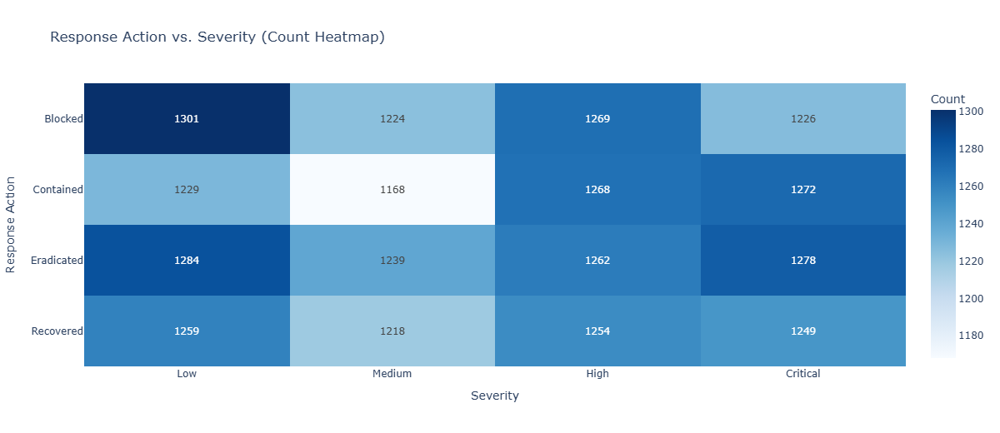 Response Action vs. Severity (Count Heatmap)
Count
Response Action
Blocked 1301 1224 1269 1226
Contained 1229 1168 1268 1272
Eradicated 1284 1239 1262 1278
Recovered 1259 1218 1254 1249
Low Medium High Critical
Severity
1300
1280
1260
1240
1220
1200
1180